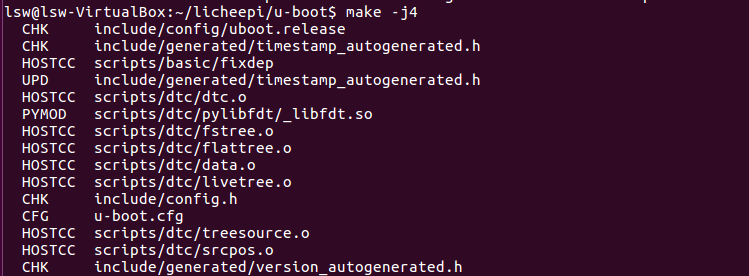 lsw@lsw-VirtualBox:~/licheepi/u-boot$ make -j4
CHK include/config/uboot.release
CHK include/generated/timestamp_autogenerated.h
HOSTCC scripts/basic/fixdep
UPD include/generated/timestamp_autogenerated.h
HOSTCC scripts/dtc/dtc.o
PYMOD scripts/dtc/pylibfdt/_libfdt.so
HOSTCC scripts/dtc/fstree.o
HOSTCC scripts/dtc/flattree.o
HOSTCC scripts/dtc/data.o
HOSTCC scripts/dtc/livetree.o
CHK include/config.h
CFG u-boot.cfg
HOSTCC scripts/dtc/treesource.o
HOSTCC scripts/dtc/srcpos.o
CHK include/generated/version_autogenerated.h